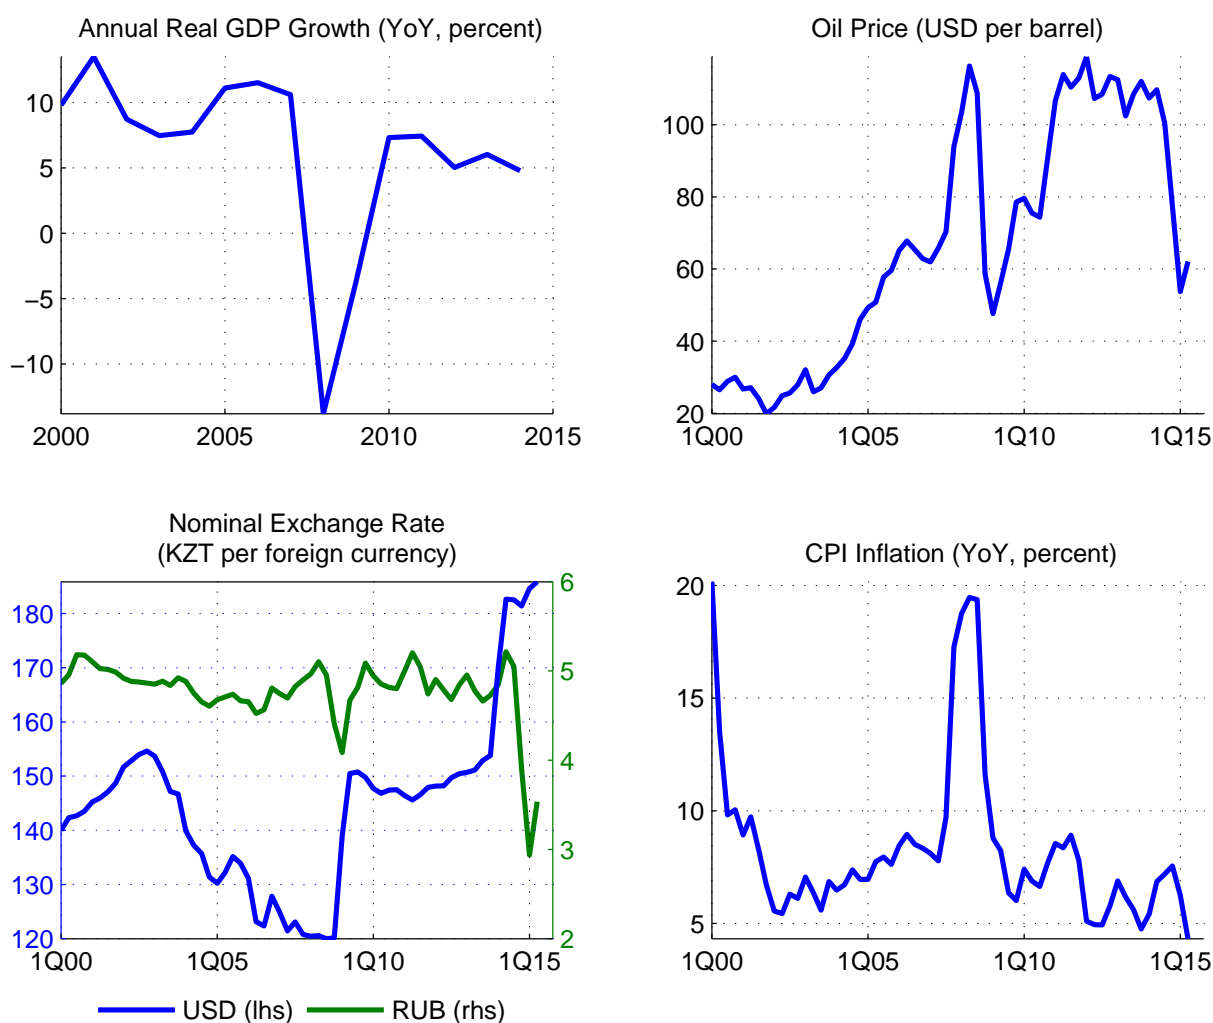 Annual Real GDP Growth (YoY, percent)
10
5
0
−5
−10
2000 2005 2010 2015
Oil Price (USD per barrel)
100
80
60
40
20
1Q00 1Q05 1Q10 1Q15
Nominal Exchange Rate
(KZT per foreign currency)
180
170
160
150
140
130
120
6
5
4
3
2
1Q00 1Q05 1Q10 1Q15
USD (lhs) RUB (rhs)
CPI Inflation (YoY, percent)
20
15
10
5
1Q00 1Q05 1Q10 1Q15